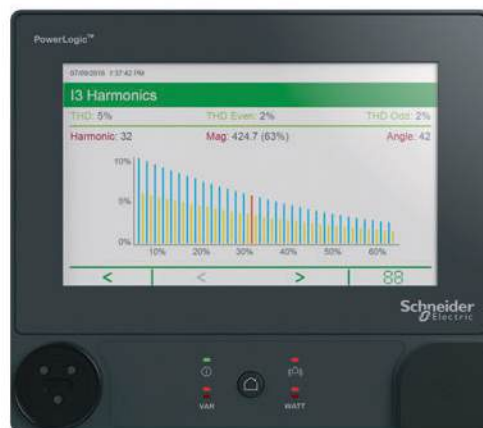 PowerLogic™
07/09/2016 1:37:42 PM
I3 Harmonics
THD: 5% THD Even: 2% THD Odd: 2%
Harmonic: 32 Mag: 424.7 (63%) Angle: 42
10%
5%
0%
10% 20% 30% 40% 50% 60%
< < > 88
Schneider
Electric
VAR WATT